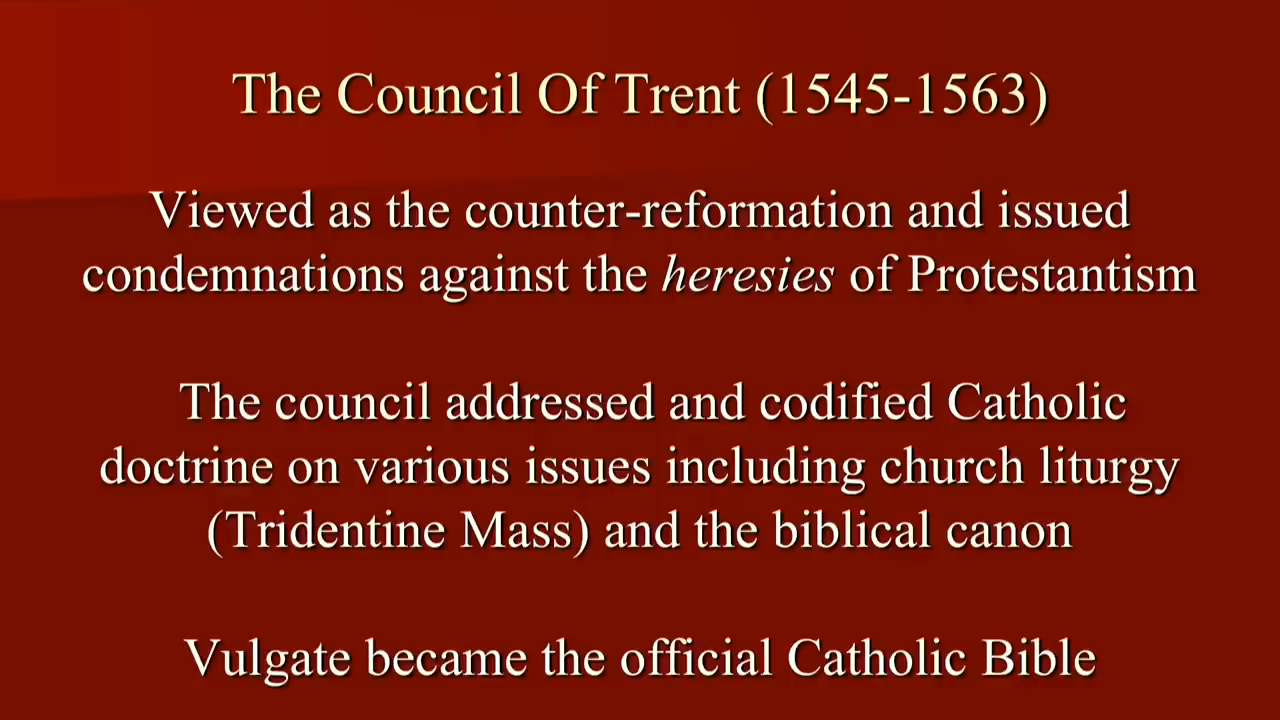 The Council Of Trent (1545-1563)
Viewed as the counter-reformation and issued
condemnations against the heresies of Protestantism
The council addressed and codified Catholic
doctrine on various issues including church liturgy
(Tridentine Mass) and the biblical canon
Vulgate became the official Catholic Bible